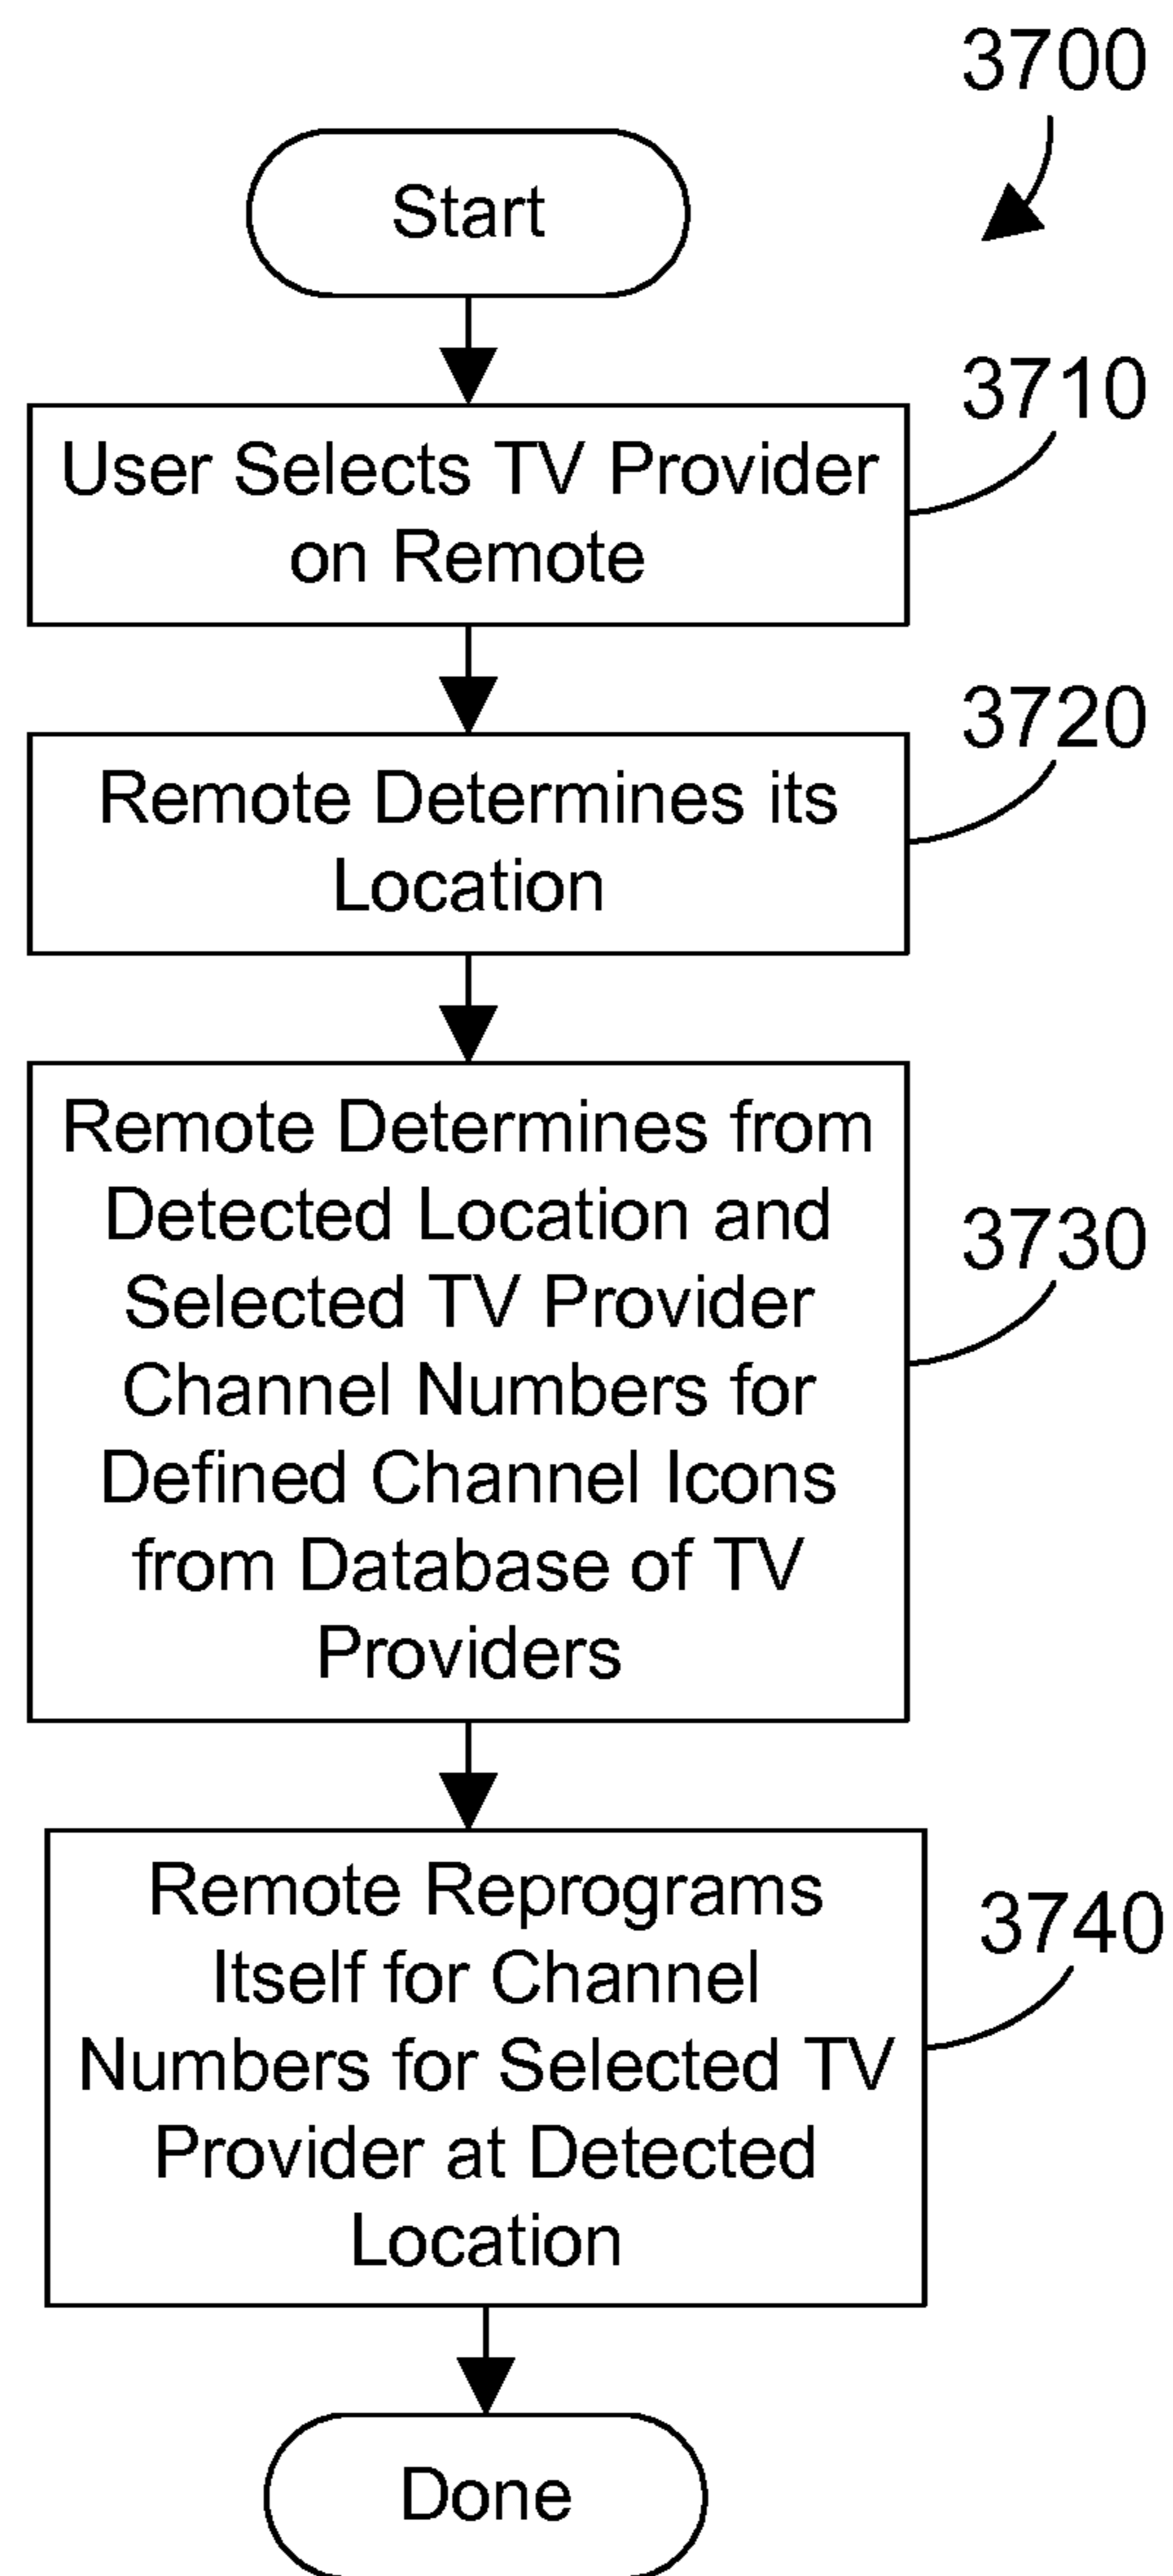 3700
Start
3710
User Selects TV Provider
on Remote
3720
Remote Determines its
Location
3730
Remote Determines from
Detected Location and
Selected TV Provider
Channel Numbers for
Defined Channel Icons
from Database of TV
Providers
3740
Remote Reprograms
Itself for Channel
Numbers for Selected TV
Provider at Detected
Location
Done